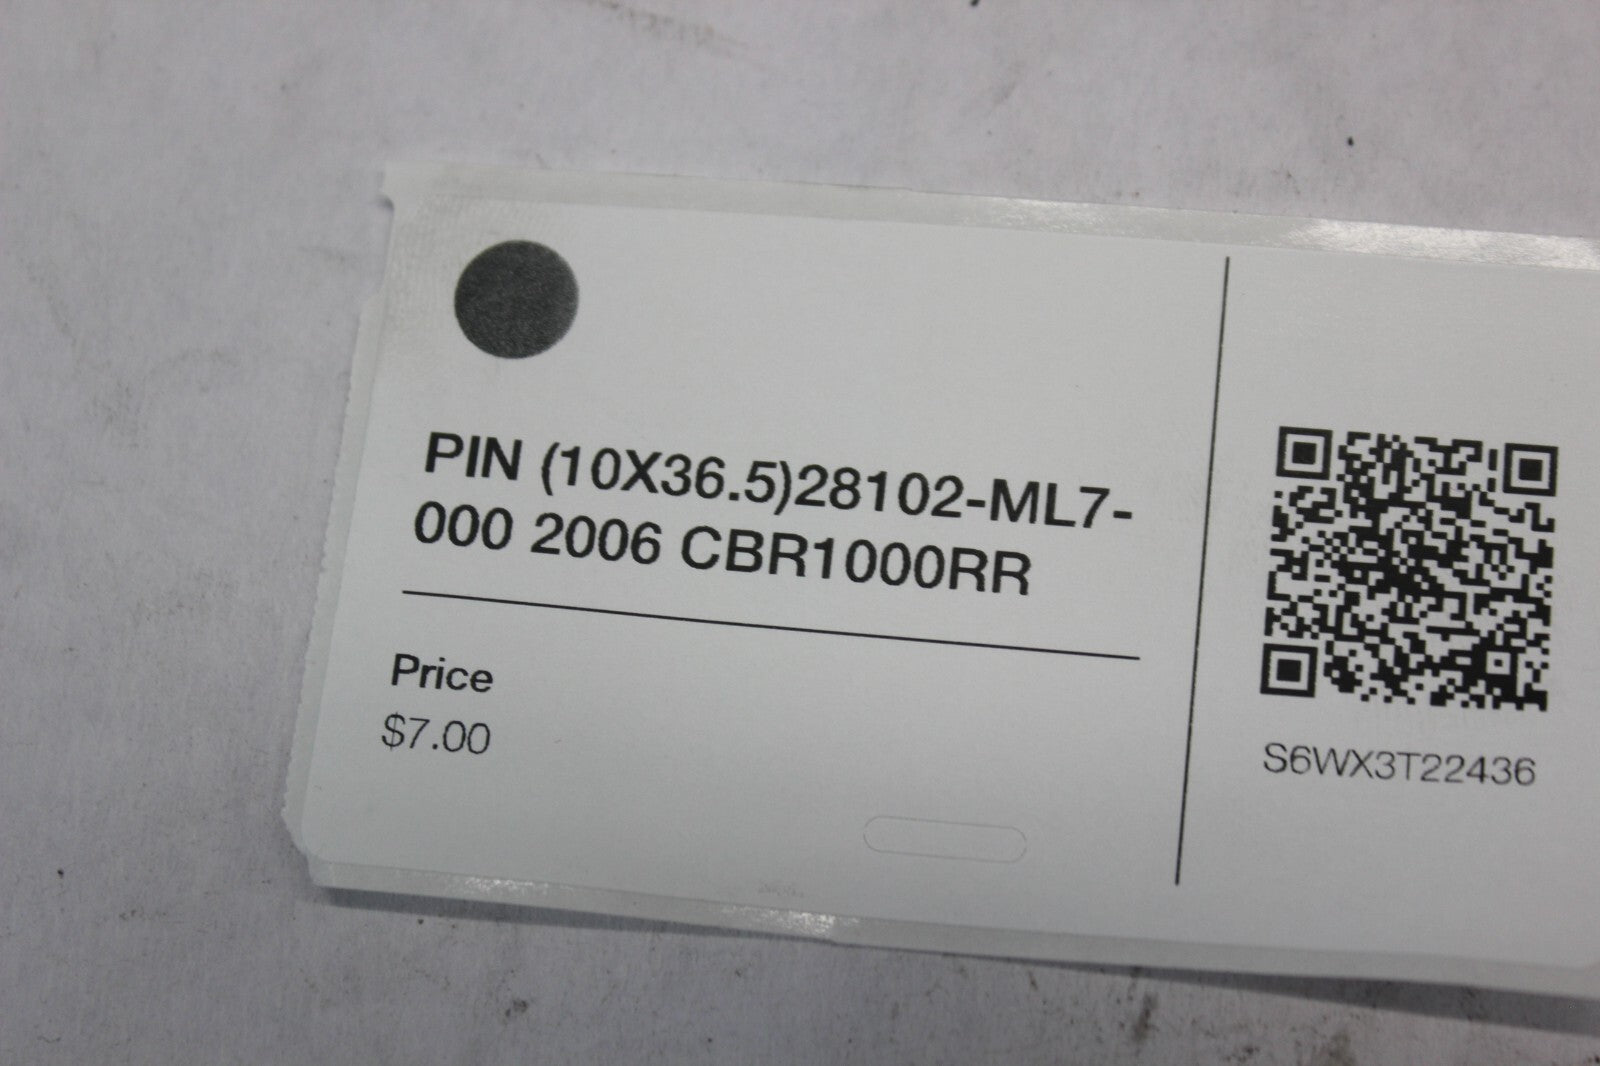 PIN (10X36.5)28102-ML7-
000 2006 CBR1000RR
Price
$7.00
S6WX3T22436